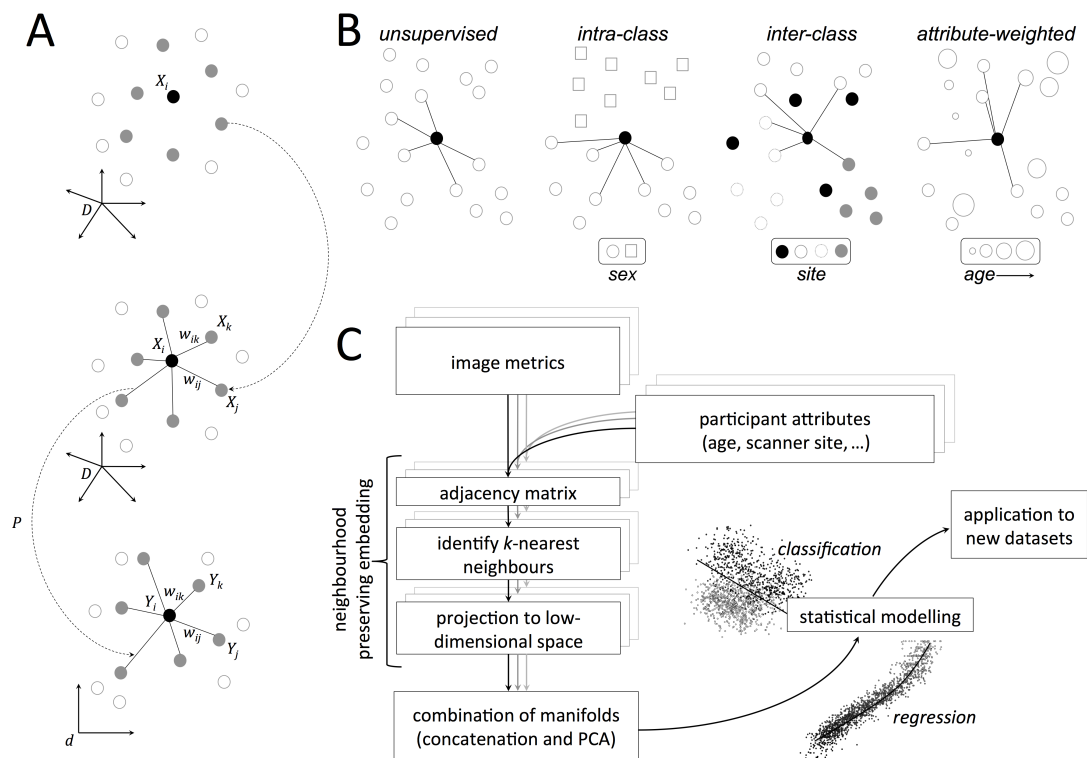 A
X_i
D
w_ik
X_k
X_i
w_ij
X_j
D
P
w_ik
Y_k
Y_i
w_ij
Y_j
d
B
unsupervised
intra-class
inter-class
attribute-weighted
sex
site
age
C
image metrics
participant attributes
(age, scanner site, ...)
neighbourhood
preserving embedding
adjacency matrix
identify k-nearest
neighbours
projection to low-
dimensional space
combination of manifolds
(concatenation and PCA)
classification
statistical modelling
regression
application to
new datasets